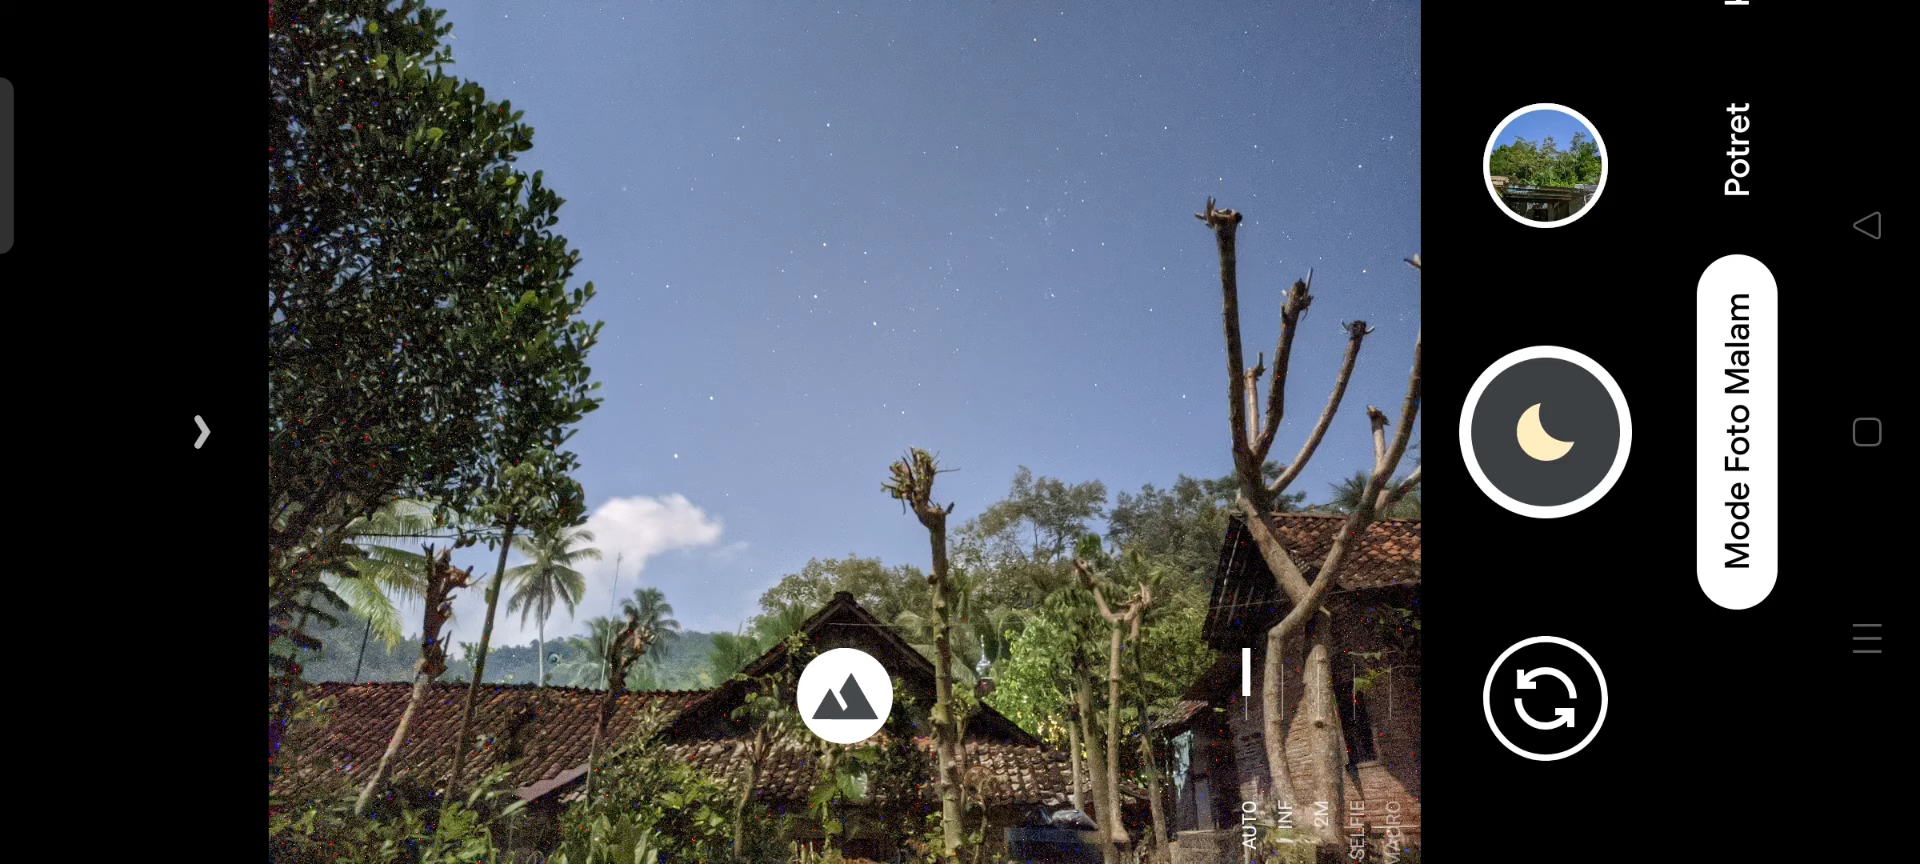 Potret
Mode Foto Malam
AUTO
INF
2M
SELFIE
MACRO